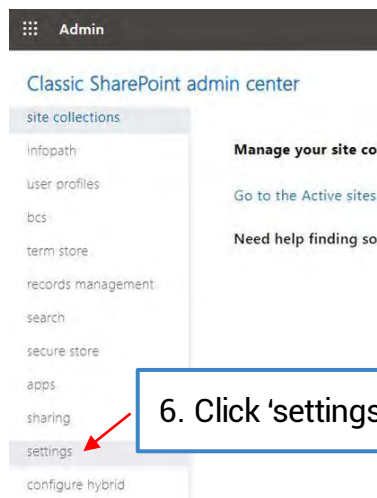 Admin
Classic SharePoint admin center
site collections
infopath
Manage your site co
user profiles
Go to the Active sites
bcs
Need help finding so
term store
records management
search
secure store
apps
sharing
6. Click 'settings
settings
configure hybrid